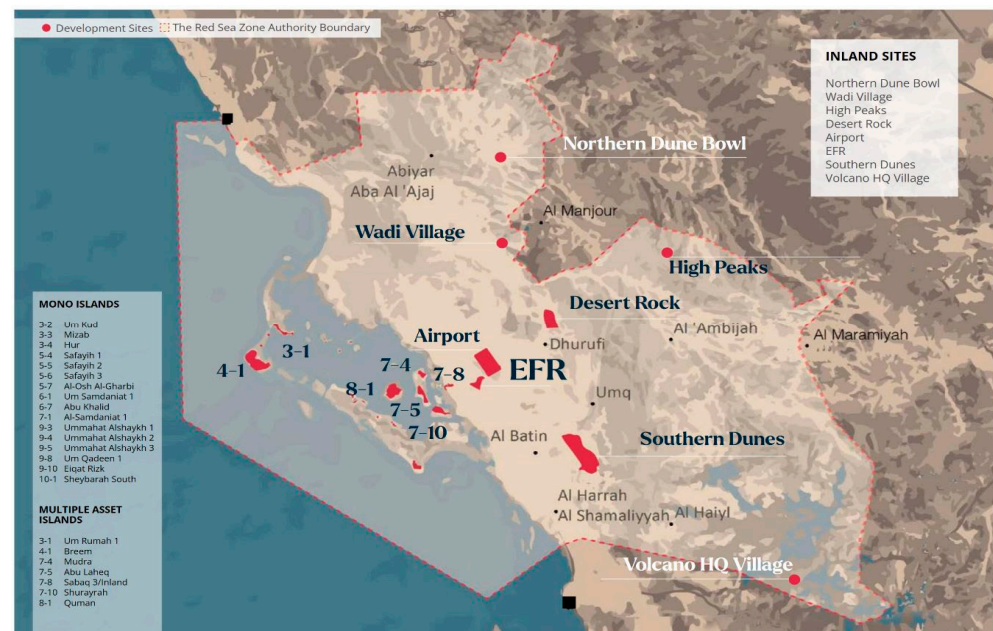 Development Sites
The Red Sea Zone Authority Boundary
INLAND SITES
Northern Dune Bowl
Wadi Village
High Peaks
Desert Rock
Airport
EFR
Southern Dunes
Volcano HQ Village
Northern Dune Bowl
Abiyar
Aba Al 'Ajaj
Al Manjour
Wadi Village
High Peaks
Desert Rock
Al 'Ambijah
Al Maramiyah
Airport
Dhurufi
3-1
4-1
7-4
7-8
EFR
8-1
7-5
Umq
7-10
Al Batin
Southern Dunes
Al Harrah
Al Shamaliyyah
Al Haiyl
Volcano HQ Village
MONO ISLANDS
3-2 Um Kud
3-3 Mizab
3-4 Hur
5-4 Safayih 1
5-5 Safayih 2
5-6 Safayih 3
5-7 Al-Osh Al-Gharbi
6-1 Um Samdaniat 1
6-7 Abu Khalid
7-1 Al-Samdaniat 1
9-3 Ummahat Alshaykh 1
9-4 Ummahat Alshaykh 2
9-5 Ummahat Alshaykh 3
9-8 Um Qadeen 1
9-10 Eiqat Rizk
10-1 Sheybarah South
MULTIPLE ASSET
ISLANDS
3-1 Um Rumah 1
4-1 Breem
7-4 Mudra
7-5 Abu Laheq
7-8 Sabaq 3/Inland
7-10 Shurayrah
8-1 Quman